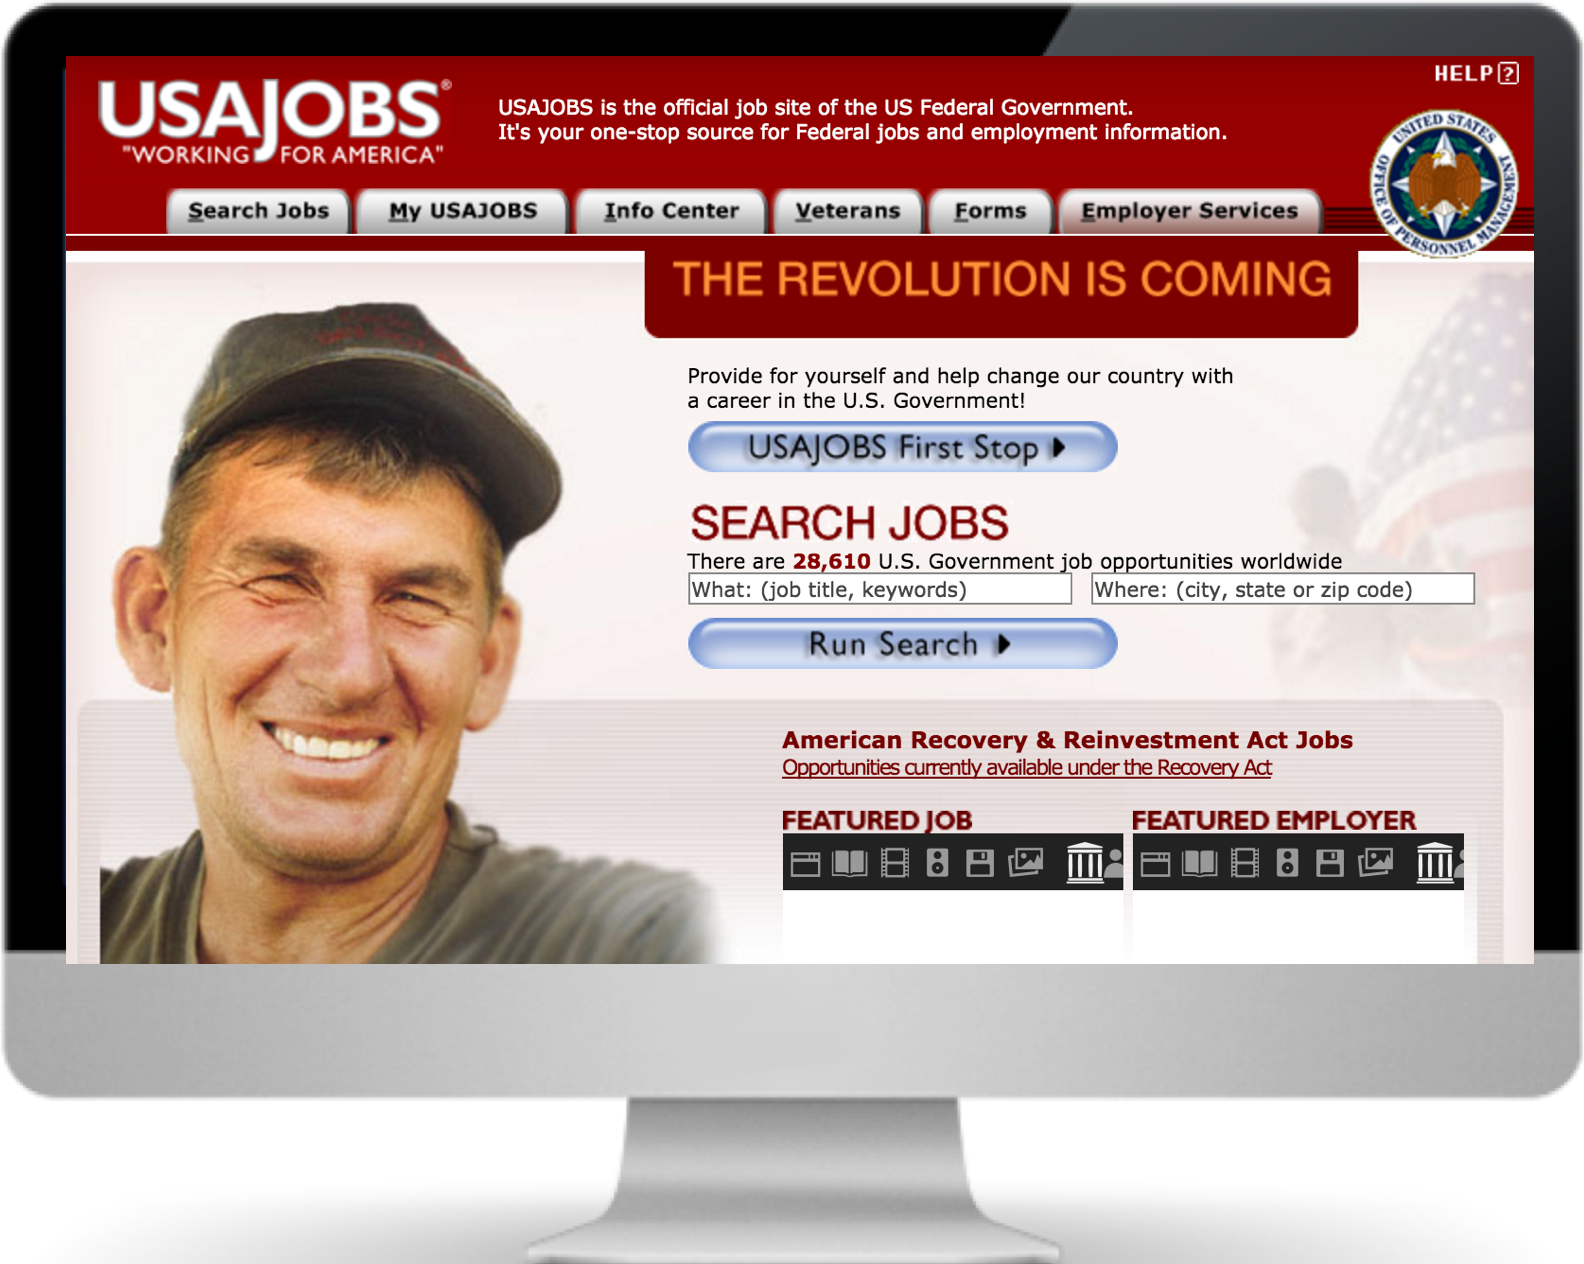 HELP ?
USAJOBS®
"WORKING FOR AMERICA"
USAJOBS is the official job site of the US Federal Government.
It's your one-stop source for Federal jobs and employment information.
UNITED STATES
OFFICE OF PERSONNEL MANAGEMENT
Search Jobs
My USAJOBS
Info Center
Veterans
Forms
Employer Services
THE REVOLUTION IS COMING
Provide for yourself and help change our country with
a career in the U.S. Government!
USAJOBS First Stop
SEARCH JOBS
There are 28,610 U.S. Government job opportunities worldwide
What: (job title, keywords)
Where: (city, state or zip code)
Run Search
American Recovery & Reinvestment Act Jobs
Opportunities currently available under the Recovery Act
FEATURED JOB
FEATURED EMPLOYER